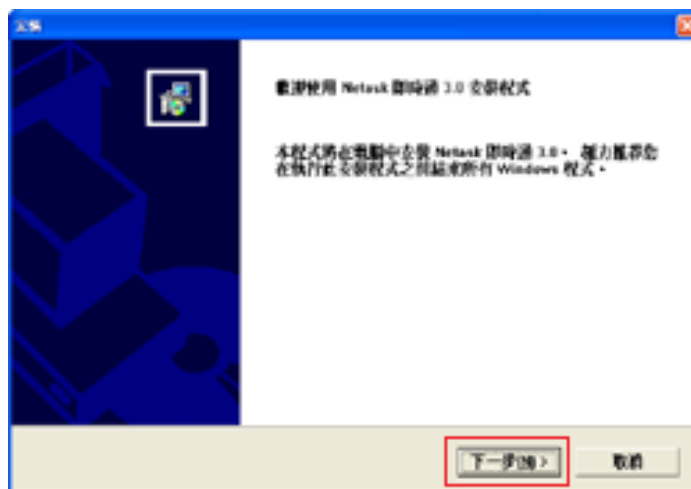 安裝
歡迎使用 Netask 即時通 3.0 安裝程式
本程式將在電腦中安裝 Netask 即時通 3.0。 強力推荐您
在執行此安裝程式之前結束所有 Windows 程式。
下一步(N) >
取消